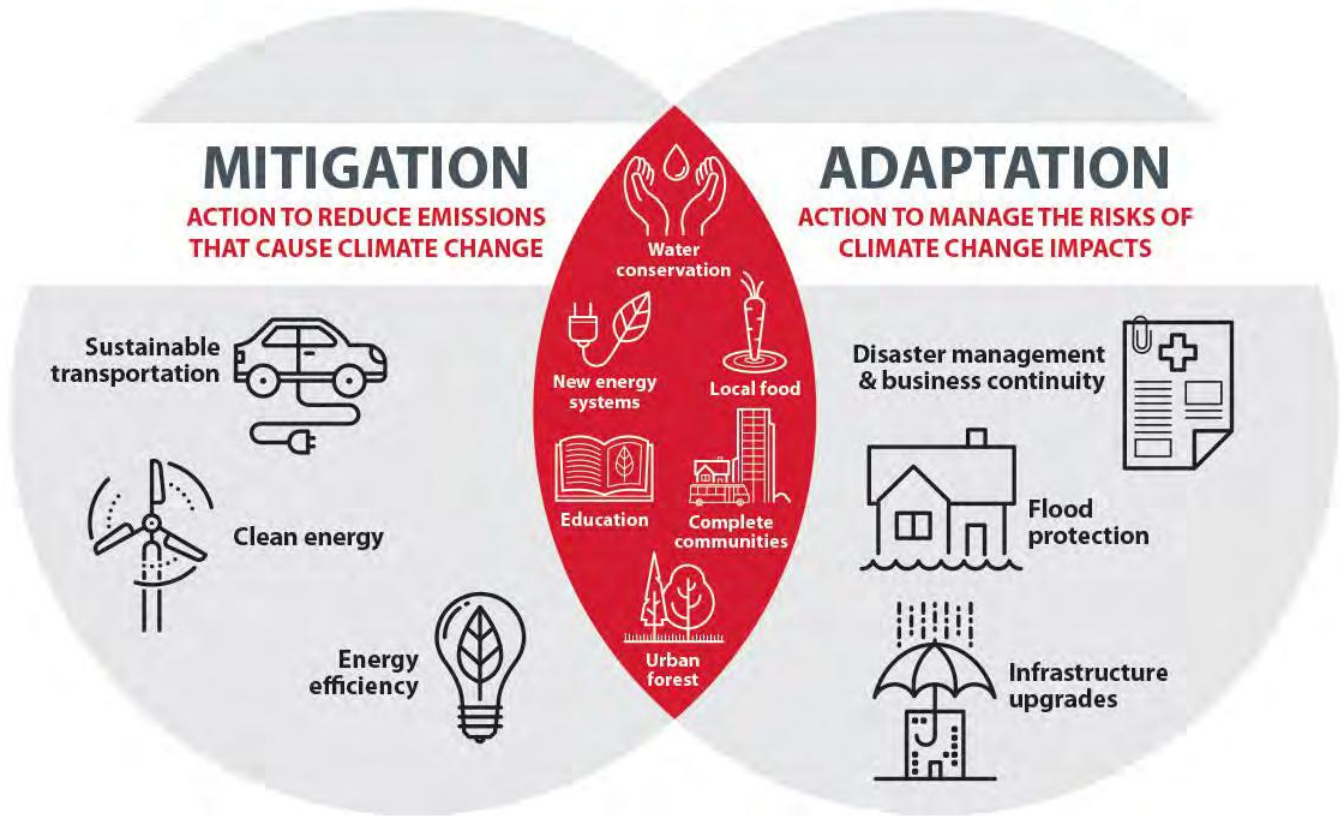 MITIGATION
ACTION TO REDUCE EMISSIONS
THAT CAUSE CLIMATE CHANGE
Sustainable
transportation
Clean energy
Energy
efficiency
Water
conservation
New energy
systems
Local food
Education
Complete
communities
Urban
forest
ADAPTATION
ACTION TO MANAGE THE RISKS OF
CLIMATE CHANGE IMPACTS
Disaster management
& business continuity
Flood
protection
Infrastructure
upgrades